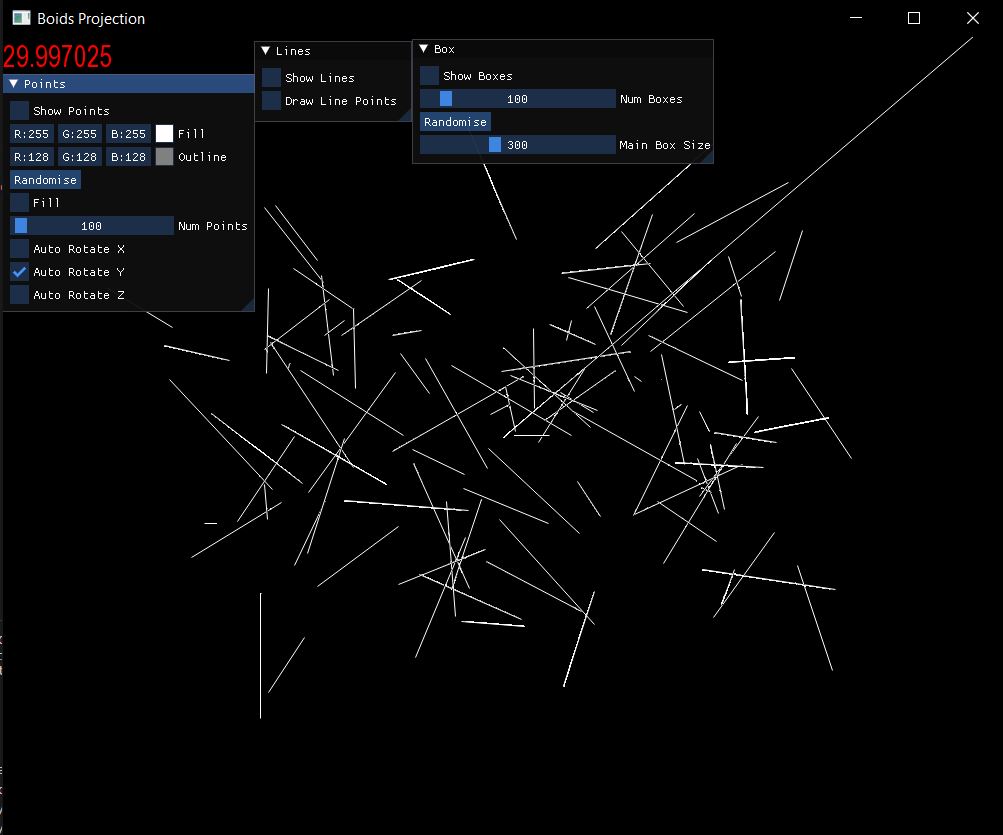 Boids Projection
29.997025
Points
Show Points
R:255 G:255 B:255 Fill
R:128 G:128 B:128 Outline
Randomise
Fill
100 Num Points
Auto Rotate X
Auto Rotate Y
Auto Rotate Z
Lines
Show Lines
Draw Line Points
Box
Show Boxes
100 Num Boxes
Randomise
300 Main Box Size